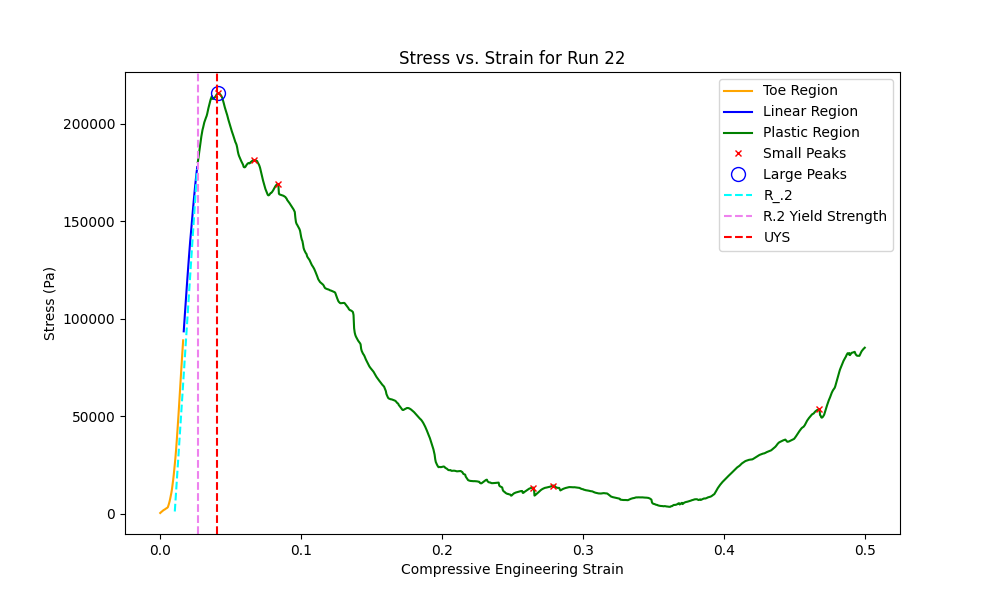 Stress vs. Strain for Run 22
Toe Region
Linear Region
Plastic Region
Small Peaks
Large Peaks
R_.2
R.2 Yield Strength
UYS
Stress (Pa)
200000
150000
100000
50000
0
0.0 0.1 0.2 0.3 0.4 0.5
Compressive Engineering Strain